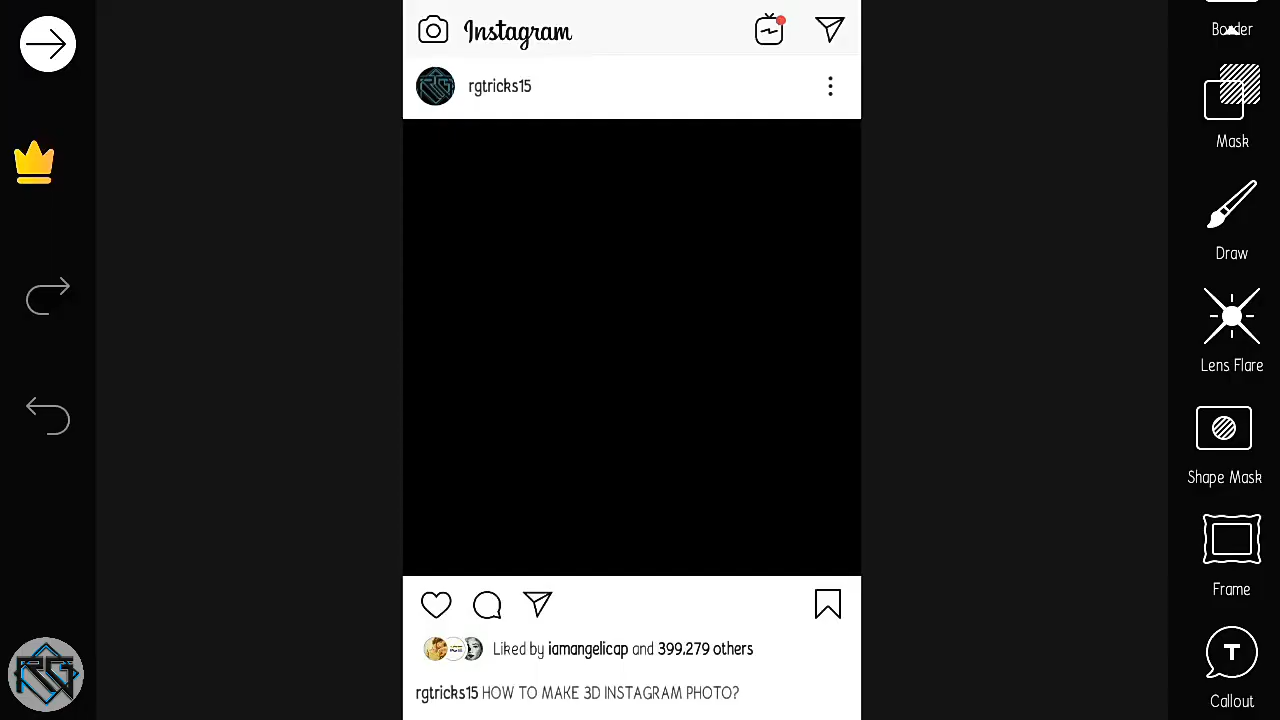 Instagram
rgtricks15
Liked by iamangelicap and 399.279 others
rgtricks15 HOW TO MAKE 3D INSTAGRAM PHOTO?
Border
Mask
Draw
Lens Flare
Shape Mask
Frame
T
Callout
RG